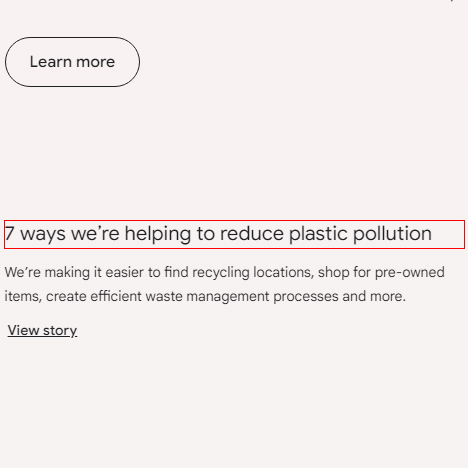 Learn more
7 ways we’re helping to reduce plastic pollution
We’re making it easier to find recycling locations, shop for pre-owned
items, create efficient waste management processes and more.
View story